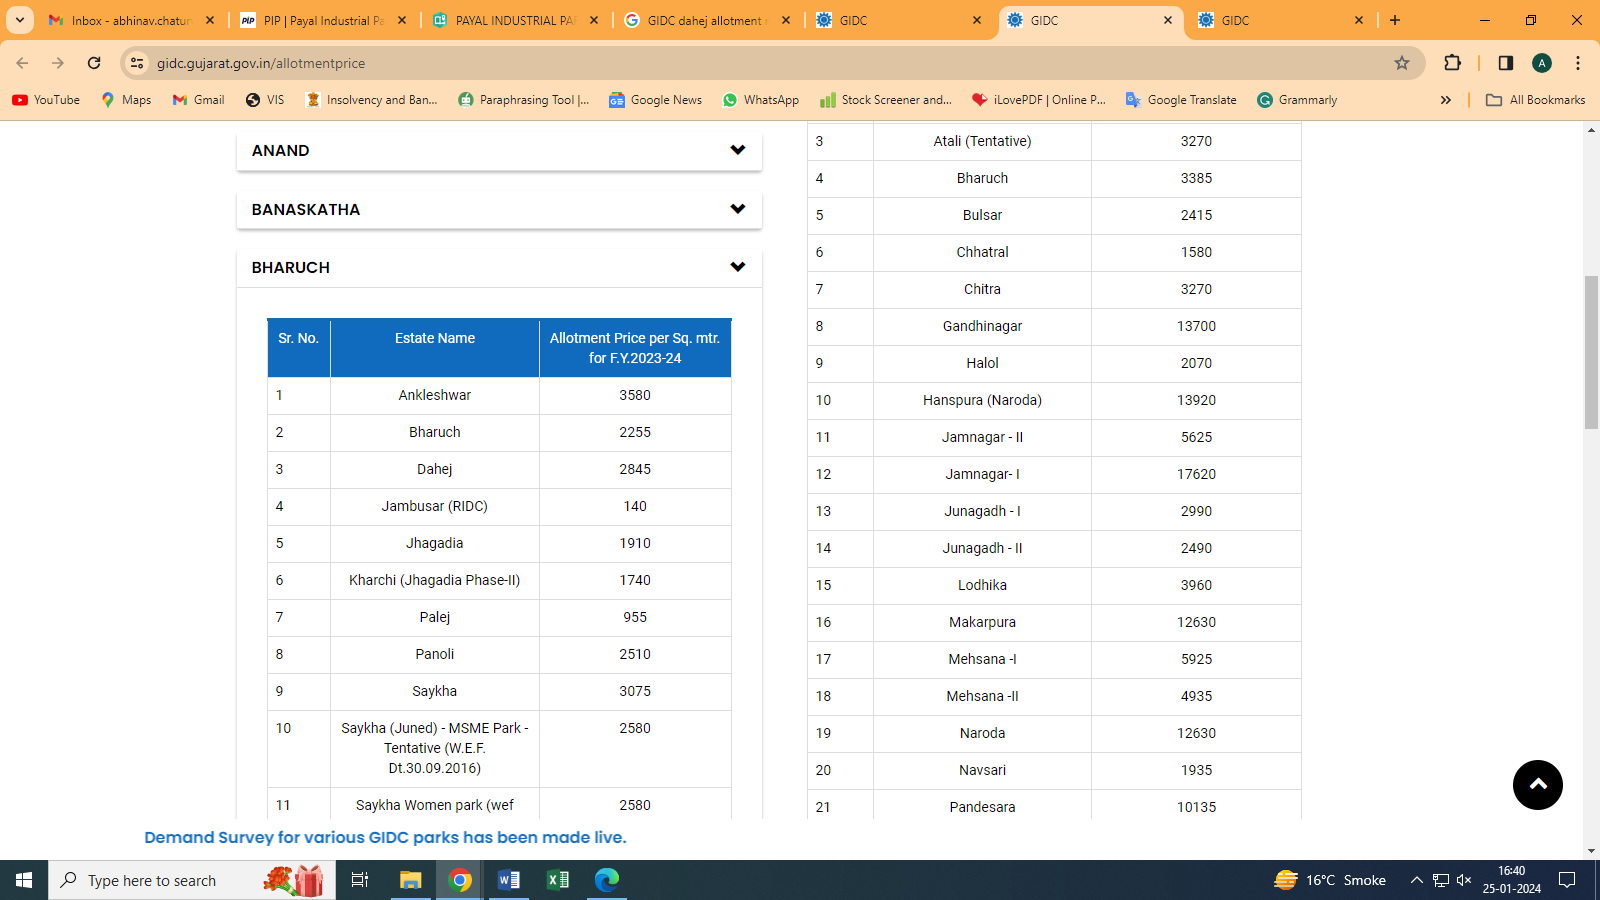 Inbox - abhinav.chatur
PIP | Payal Industrial Pa
PAYAL INDUSTRIAL PAR
GIDC dahej allotment
GIDC
GIDC
GIDC
gidc.gujarat.gov.in/allotmentprice
A
YouTube
Maps
Gmail
VIS
Insolvency and Ban...
Paraphrasing Tool |...
Google News
WhatsApp
Stock Screener and...
iLovePDF | Online P...
Google Translate
Grammarly
All Bookmarks
ANAND
BANASKATHA
BHARUCH
Sr. No. Estate Name Allotment Price per Sq. mtr.
for F.Y.2023-24
1 Ankleshwar 3580
2 Bharuch 2255
3 Dahej 2845
4 Jambusar (RIDC) 140
5 Jhagadia 1910
6 Kharchi (Jhagadia Phase-II) 1740
7 Palej 955
8 Panoli 2510
9 Saykha 3075
10 Saykha (Juned) - MSME Park - 2580
Tentative (W.E.F.
Dt.30.09.2016)
11 Saykha Women park (wef 2580
3 Atali (Tentative) 3270
4 Bharuch 3385
5 Bulsar 2415
6 Chhatral 1580
7 Chitra 3270
8 Gandhinagar 13700
9 Halol 2070
10 Hanspura (Naroda) 13920
11 Jamnagar - II 5625
12 Jamnagar- I 17620
13 Junagadh - I 2990
14 Junagadh - II 2490
15 Lodhika 3960
16 Makarpura 12630
17 Mehsana -I 5925
18 Mehsana -II 4935
19 Naroda 12630
20 Navsari 1935
21 Pandesara 10135
Demand Survey for various GIDC parks has been made live.
Type here to search
16°C Smoke
16:40
25-01-2024